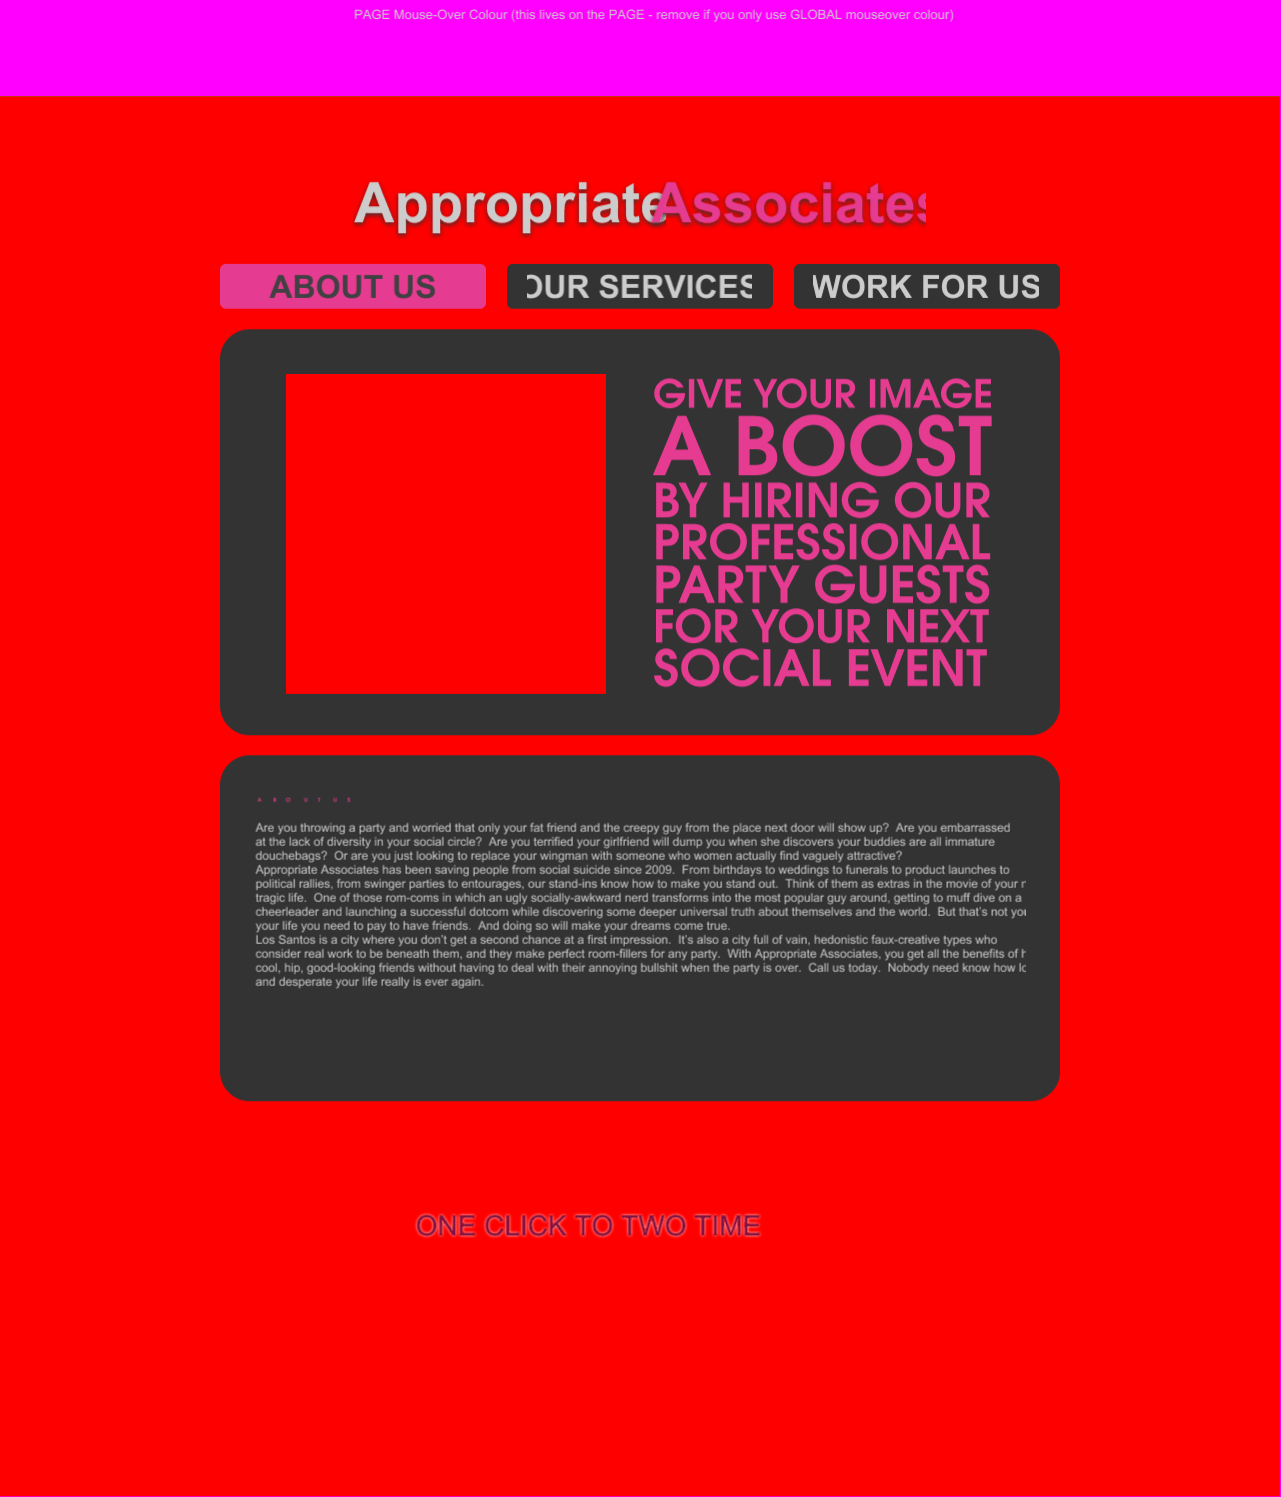 PAGE Mouse-Over Colour (this lives on the PAGE - remove if you only use GLOBAL mouseover colour)
Appropriate Associates
ABOUT US OUR SERVICES WORK FOR US
GIVE YOUR IMAGE
A BOOST
BY HIRING OUR
PROFESSIONAL
PARTY GUESTS
FOR YOUR NEXT
SOCIAL EVENT
A B O U T U S
Are you throwing a party and worried that only your fat friend and the creepy guy from the place next door will show up? Are you embarrassed
at the lack of diversity in your social circle? Are you terrified your girlfriend will dump you when she discovers your buddies are all immature
douchebags? Or are you just looking to replace your wingman with someone who women actually find vaguely attractive?
Appropriate Associates has been saving people from social suicide since 2009. From birthdays to weddings to funerals to product launches to
political rallies, from swinger parties to entourages, our stand-ins know how to make you stand out. Think of them as extras in the movie of your
tragic life. One of those rom-coms in which an ugly socially-awkward nerd transforms into the most popular guy around, getting to muff dive on a
cheerleader and launching a successful dotcom while discovering some deeper universal truth about themselves and the world. But that's not
your life you need to pay to have friends. And doing so will make your dreams come true.
Los Santos is a city where you don't get a second chance at a first impression. It's also a city full of vain, hedonistic faux-creative types who
consider real work to be beneath them, and they make perfect room-fillers for any party. With Appropriate Associates, you get all the benefits of
cool, hip, good-looking friends without having to deal with their annoying bullshit when the party is over. Call us today. Nobody need know how
and desperate your life really is ever again.
ONE CLICK TO TWO TIME